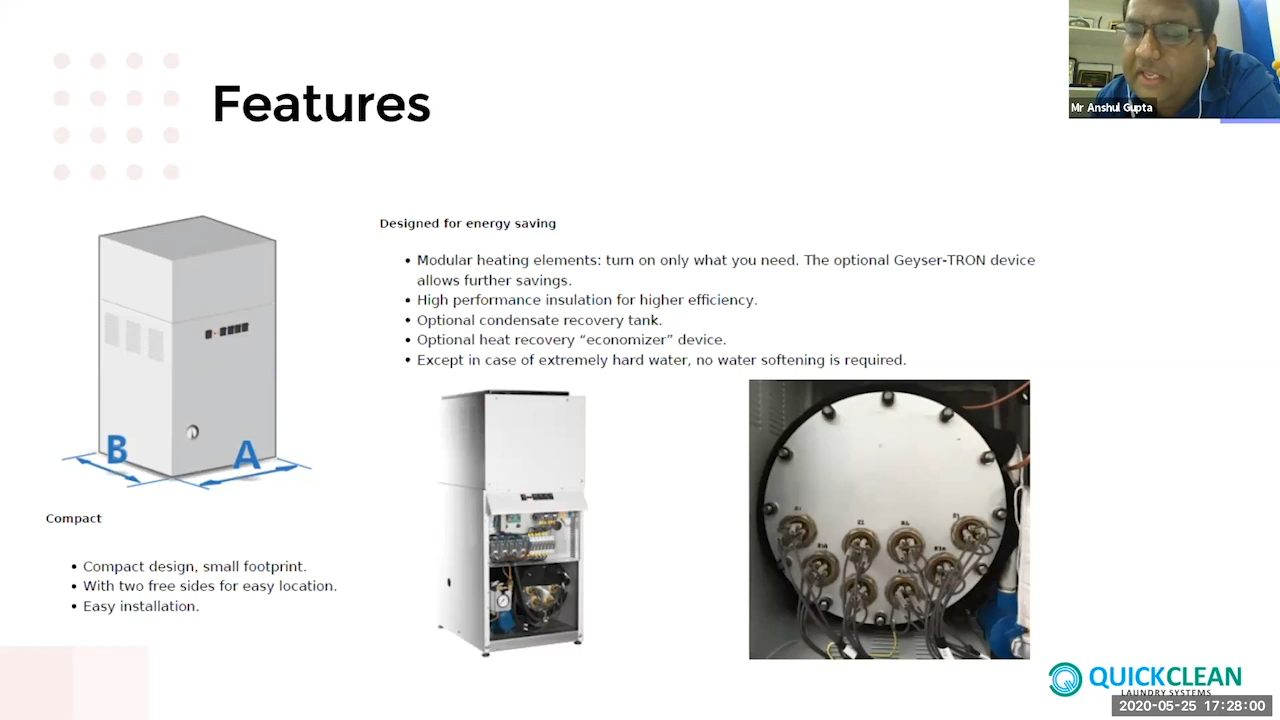 Mr Anshul Gupta
Features
Designed for energy saving
• Modular heating elements: turn on only what you need. The optional Geyser-TRON device
allows further savings.
• High performance insulation for higher efficiency.
• Optional condensate recovery tank.
• Optional heat recovery “economizer” device.
• Except in case of extremely hard water, no water softening is required.
B
A
Compact
• Compact design, small footprint.
• With two free sides for easy location.
• Easy installation.
QUICKCLEAN
LAUNDRY SYSTEMS
2020-05-25 17:28:00